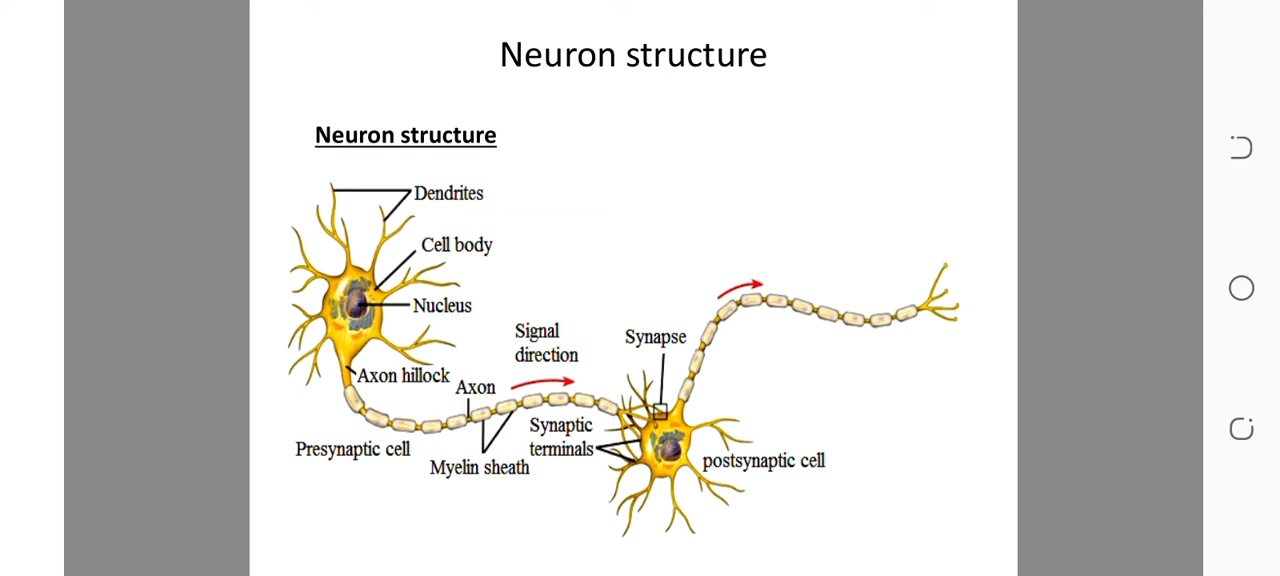 Neuron structure
Neuron structure
Dendrites
Cell body
Nucleus
Signal
direction
Synapse
Axon hillock
Axon
Synaptic
terminals
Presynaptic cell
Myelin sheath
postsynaptic cell